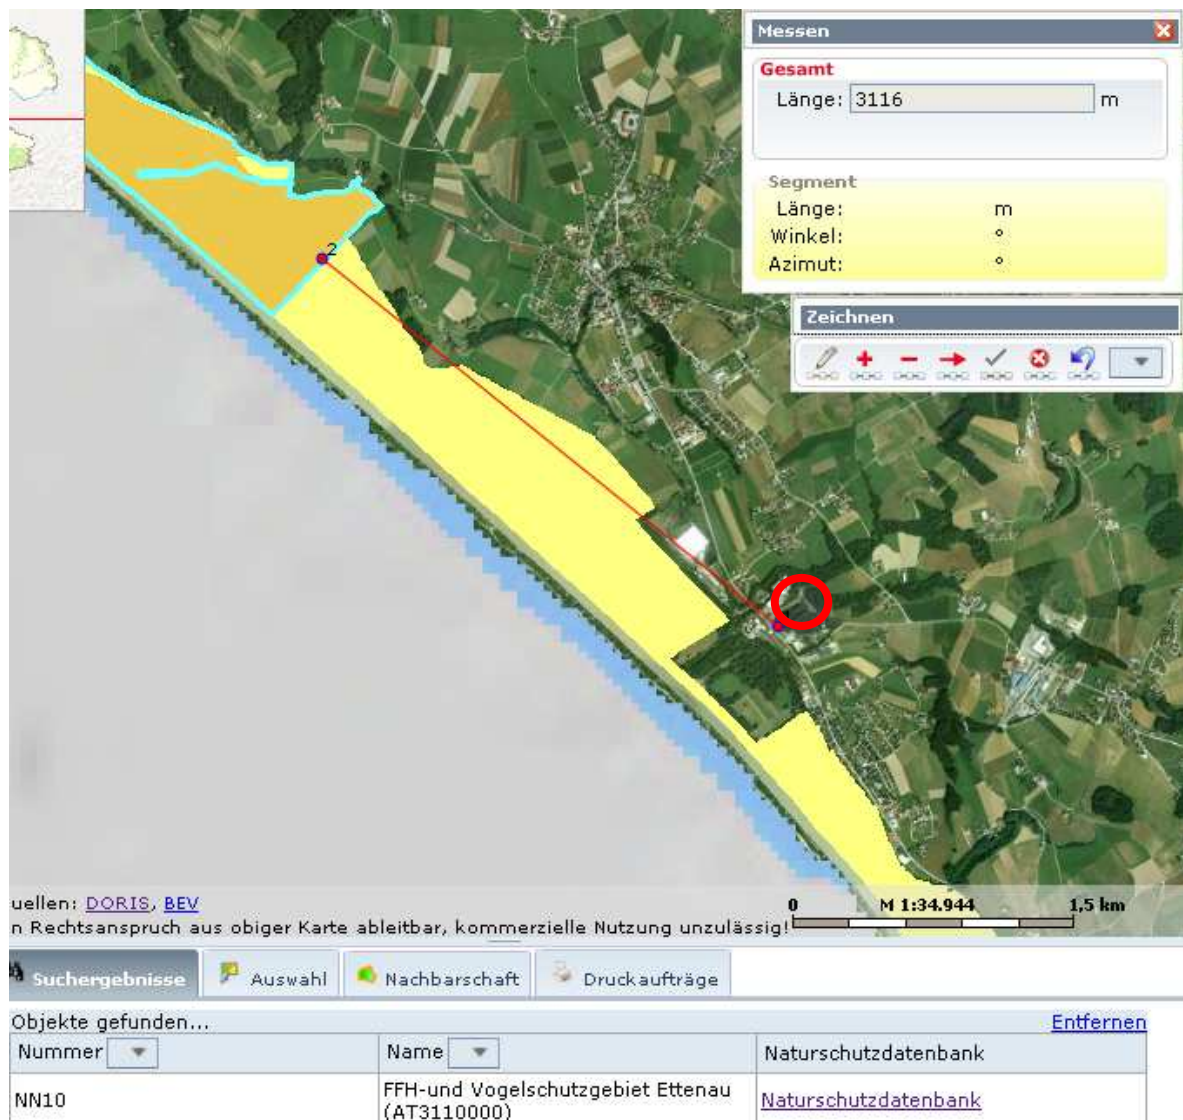 Messen
Gesamt
Länge: 3116 m
Segment
Länge: m
Winkel: °
Azimut: °
Zeichnen
2
uellen: DORIS, BEV
0 M 1:34.944 1,5 km
n Rechtsanspruch aus obiger Karte ableitbar, kommerzielle Nutzung unzulässig!
Suchergebnisse Auswahl Nachbarschaft Druckaufträge
Objekte gefunden... Entfernen
Nummer Name Naturschutzdatenbank
NN10 FFH-und Vogelschutzgebiet Ettenau (AT3110000) Naturschutzdatenbank